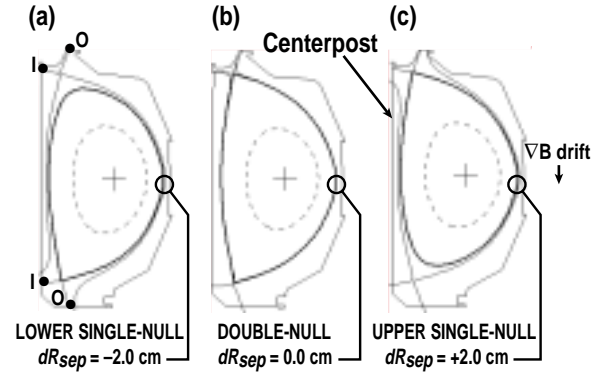 (a)
(b)
(c)
O
Centerpost
I
∇B drift
I
O
LOWER SINGLE-NULL
dRsep = –2.0 cm
DOUBLE-NULL
dRsep = 0.0 cm
UPPER SINGLE-NULL
dRsep = +2.0 cm